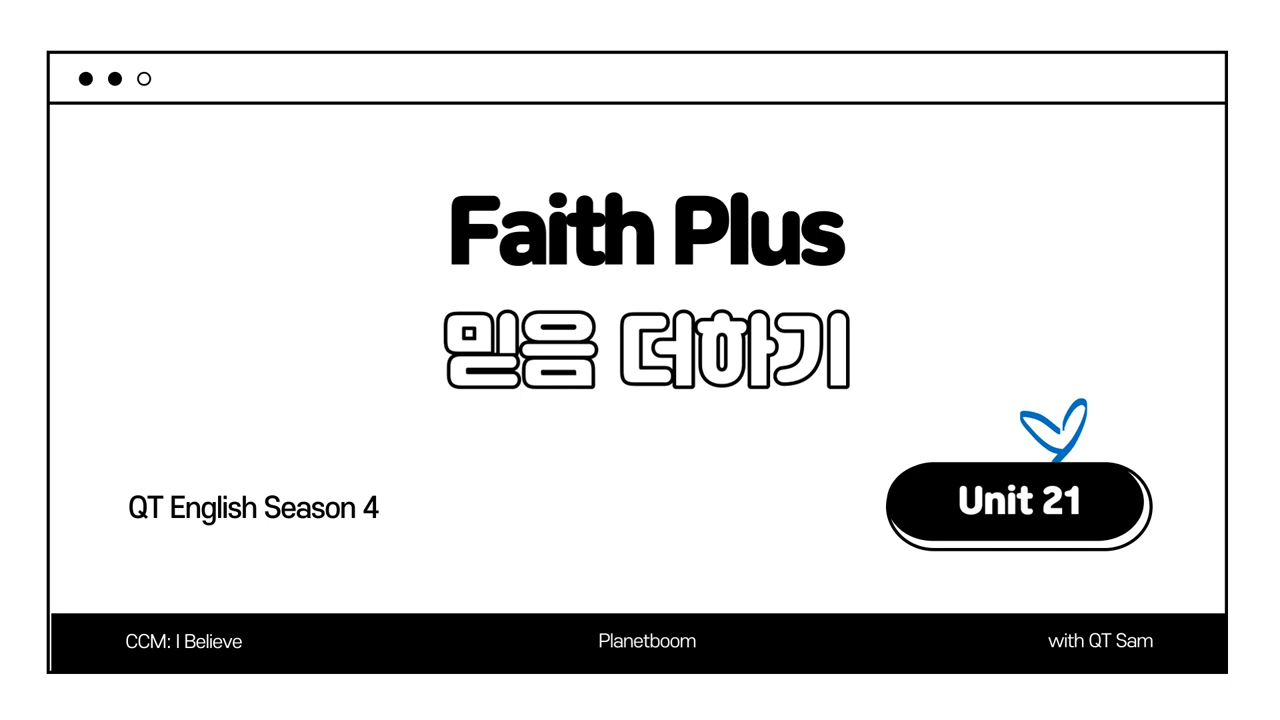 Faith Plus
믿음 더하기
QT English Season 4
Unit 21
CCM: I Believe
Planetboom
with QT Sam